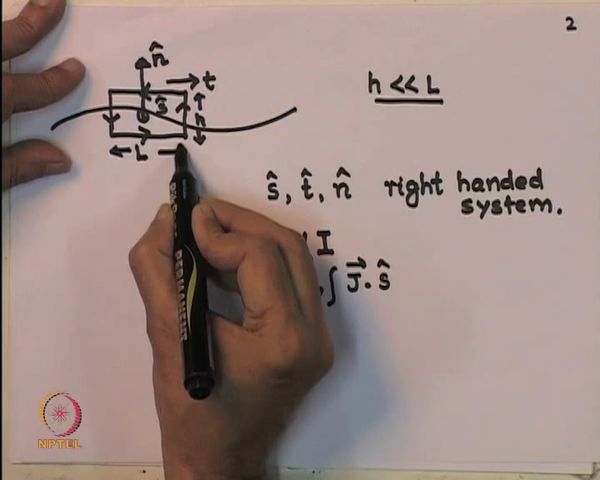 2
n̂
t
h << L
ŝ
h
L
ŝ, t̂, n̂ right handed
system.
I
∫ J⃗ . ŝ
NPTEL